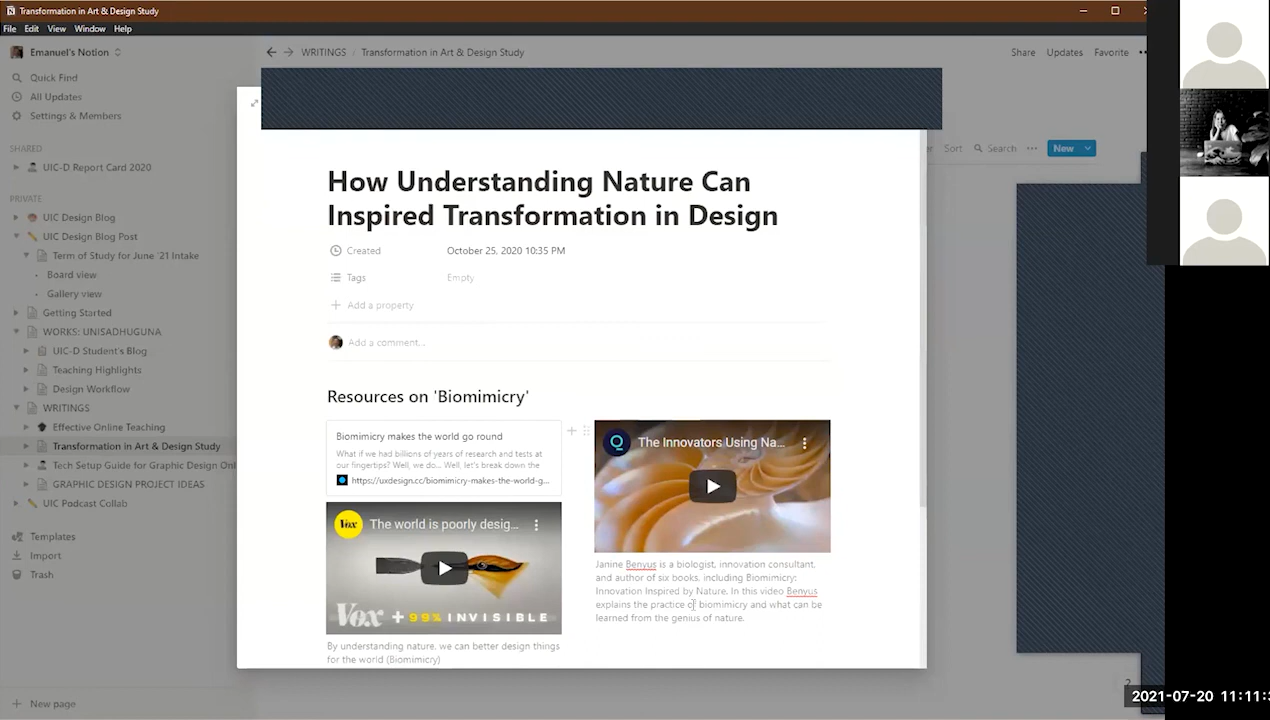 Transformation in Art & Design Study
File Edit View Window Help
Emanuel's Notion
WRITINGS / Transformation in Art & Design Study
Share Updates Favorite
Quick Find
All Updates
Settings & Members
SHARED
UIC-D Report Card 2020
PRIVATE
UIC Design Blog
UIC Design Blog Post
Term of Study for June '21 Intake
Board view
Gallery view
Getting Started
WORKS: UNISADHUGUNA
UIC-D Student's Blog
Teaching Highlights
Design Workflow
WRITINGS
Effective Online Teaching
Transformation in Art & Design Study
Tech Setup Guide for Graphic Design Onl
GRAPHIC DESIGN PROJECT IDEAS
UIC Podcast Collab
Templates
Import
Trash
+ New page
Sort Search ... New
How Understanding Nature Can
Inspired Transformation in Design
Created October 25, 2020 10:35 PM
Tags Empty
+ Add a property
Add a comment...
Resources on 'Biomimicry'
Biomimicry makes the world go round
What if we had billions of years of research and tests at
our fingertips? Well, we do... Well, let's break down the
https://uxdesign.cc/biomimicry-makes-the-world-g...
Vox The world is poorly desig...
Vox + 99% INVISIBLE
By understanding nature, we can better design things
for the world (Biomimicry)
The Innovators Using Na...
Janine Benyus is a biologist, innovation consultant,
and author of six books, including Biomimicry:
Innovation Inspired by Nature. In this video Benyus
explains the practice of biomimicry and what can be
learned from the genius of nature.
2
2021-07-20 11:11: